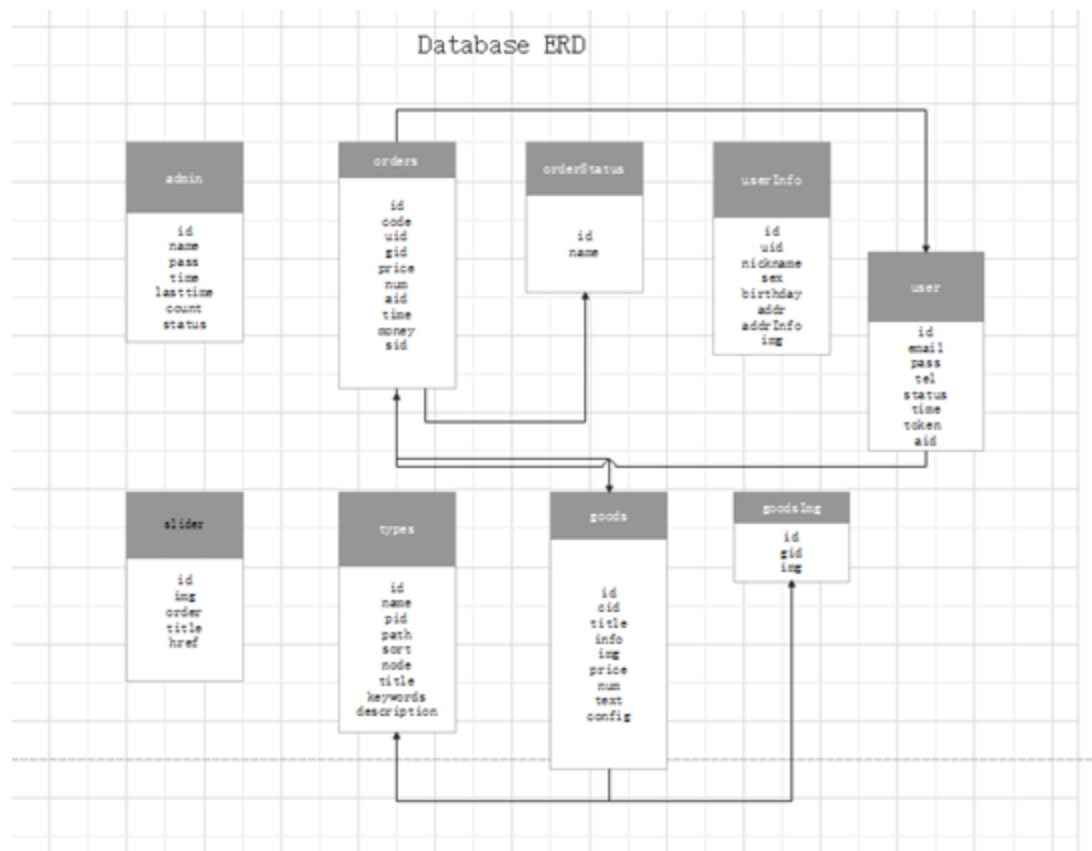 Database ERD
admin
id
name
pass
time
lasttime
count
status
orders
id
code
uid
gid
price
num
aid
time
money
sid
orderStatus
id
name
userInfo
id
uid
nickname
sex
birthday
addr
addrInfo
img
user
id
email
pass
tel
status
time
token
aid
slider
id
img
order
title
href
types
id
name
pid
path
sort
node
title
keywords
description
goods
id
cid
title
info
img
price
num
text
config
goodsImg
id
gid
img